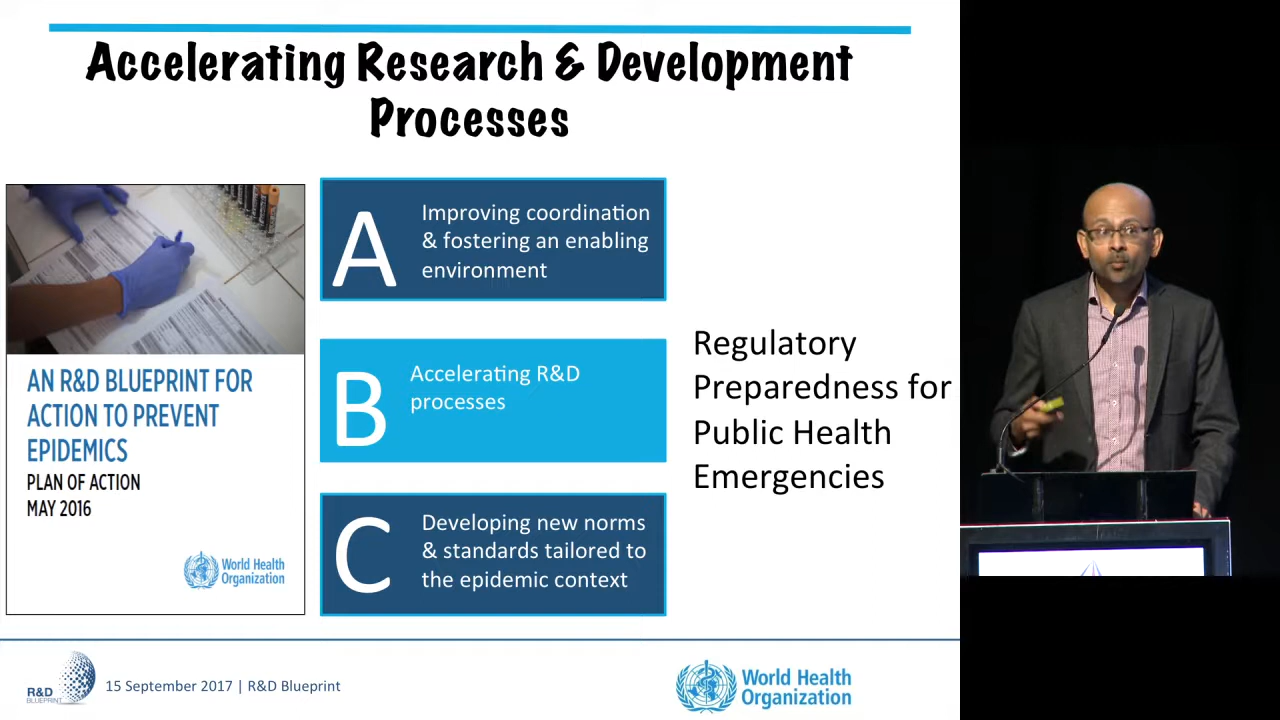 Accelerating Research & Development
Processes
A
Improving coordination
& fostering an enabling
environment
B
Accelerating R&D
processes
C
Developing new norms
& standards tailored to
the epidemic context
Regulatory
Preparedness for
Public Health
Emergencies
AN R&D BLUEPRINT FOR
ACTION TO PREVENT
EPIDEMICS
PLAN OF ACTION
MAY 2016
World Health
Organization
R&D
BLUEPRINT
15 September 2017 | R&D Blueprint
World Health
Organization